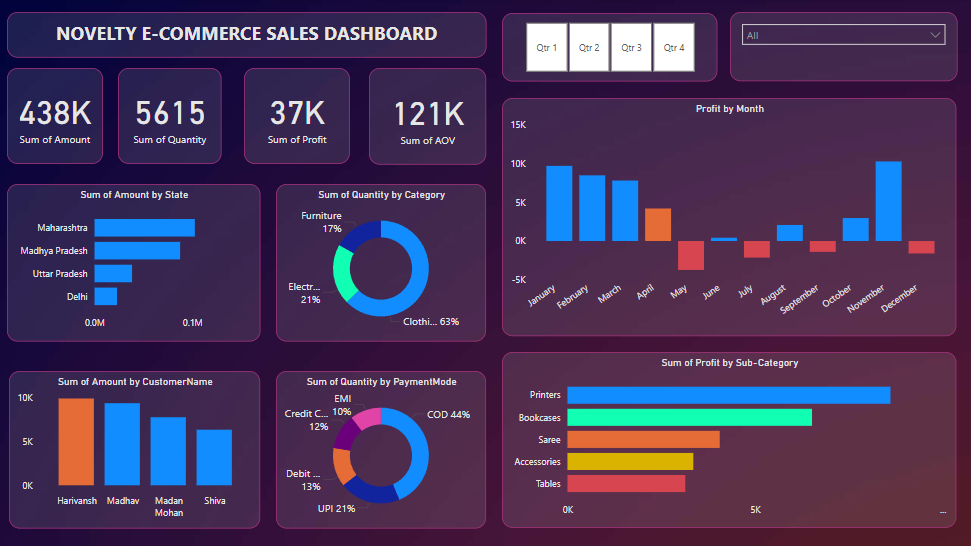 NOVELTY E-COMMERCE SALES DASHBOARD
Qtr 1
Qtr 2
Qtr 3
Qtr 4
All
438K
Sum of Amount
5615
Sum of Quantity
37K
Sum of Profit
121K
Sum of AOV
Sum of Amount by State
Maharashtra
Madhya Pradesh
Uttar Pradesh
Delhi
0.0M
0.1M
Sum of Quantity by Category
Furniture
17%
Electr...
21%
Clothi... 63%
Profit by Month
15K
10K
5K
0K
-5K
January
February
March
April
May
June
July
August
September
October
November
December
Sum of Amount by CustomerName
10K
5K
0K
Harivansh
Madhav
Madan
Mohan
Shiva
Sum of Quantity by PaymentMode
EMI
10%
Credit C...
12%
Debit ...
13%
UPI 21%
COD 44%
Sum of Profit by Sub-Category
Printers
Bookcases
Saree
Accessories
Tables
0K
5K
...